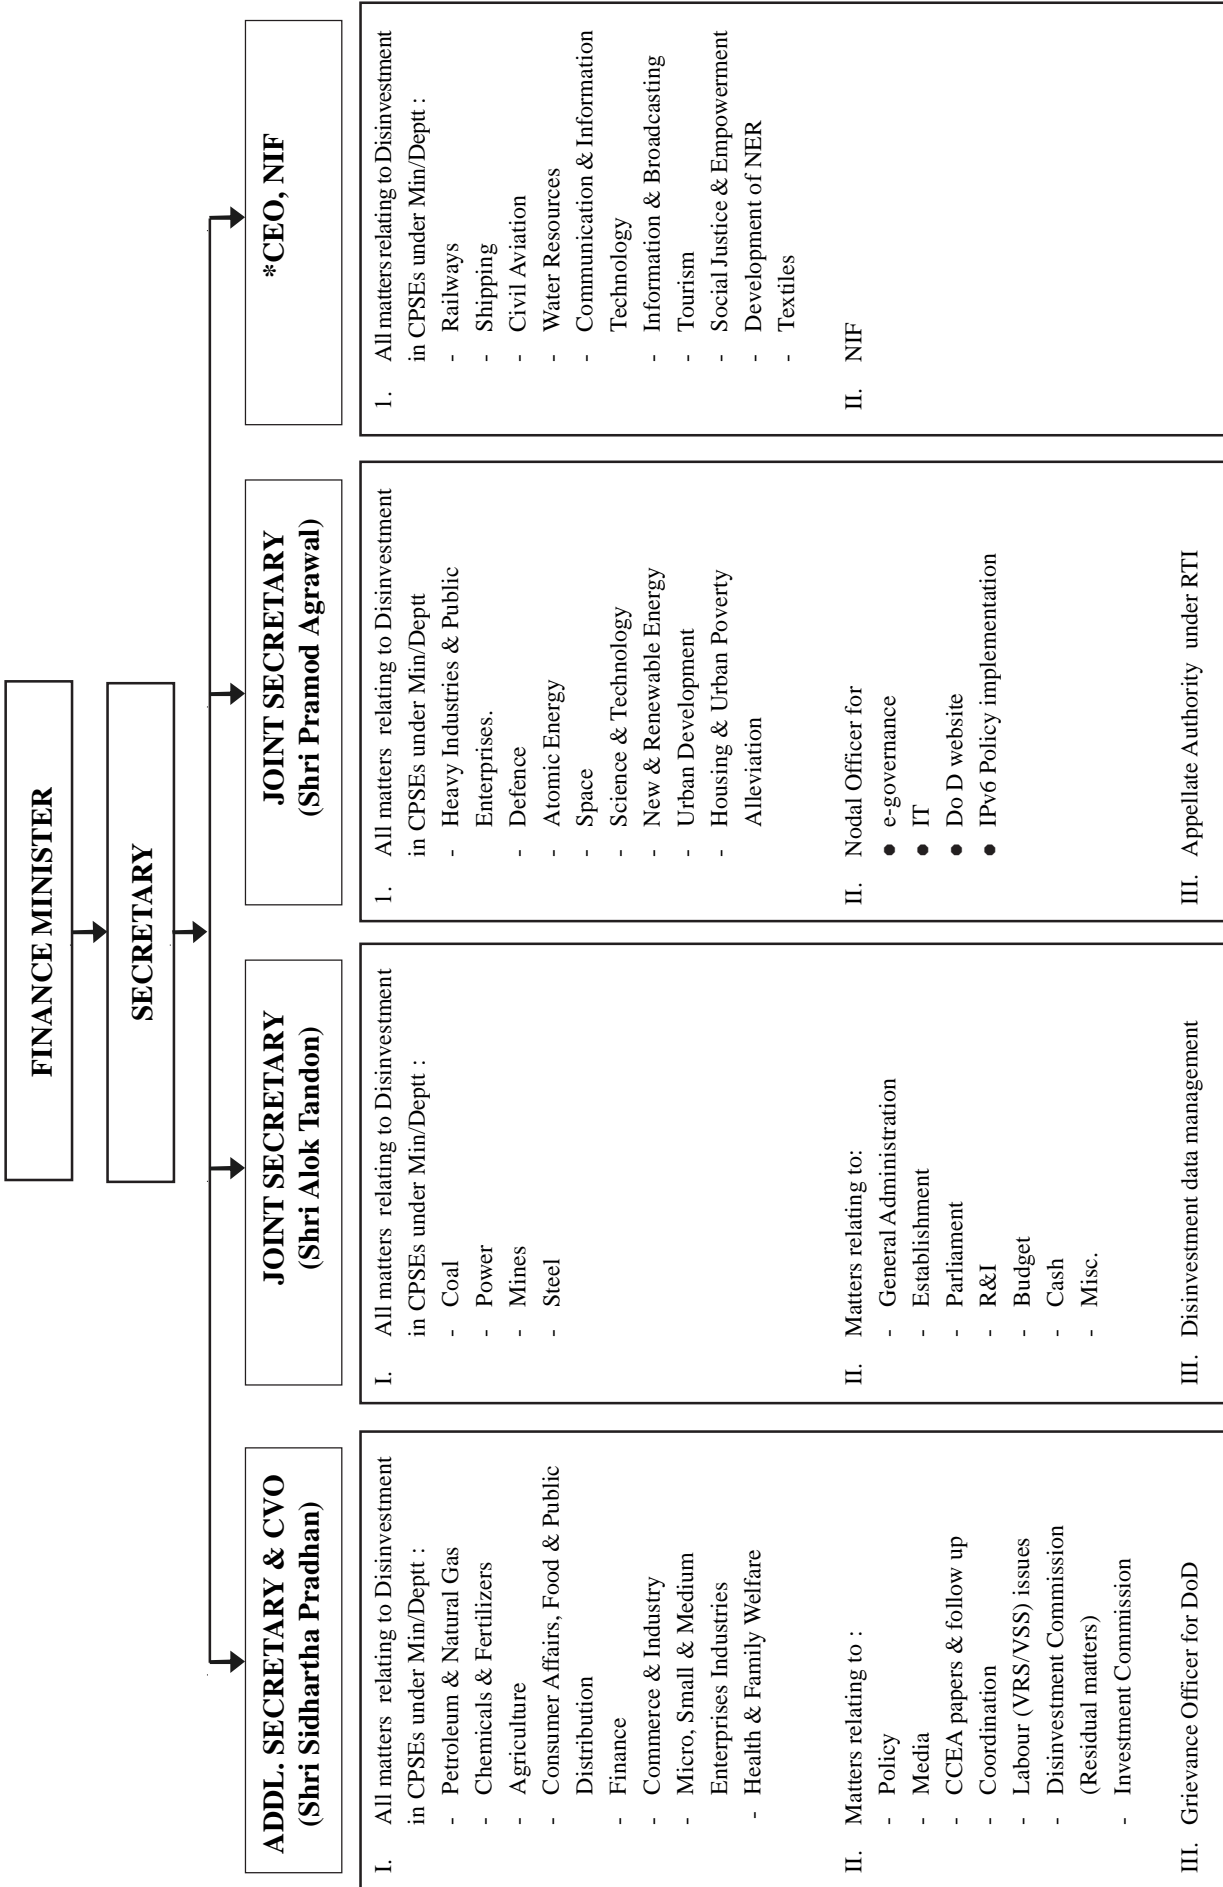 FINANCE MINISTER
SECRETARY
ADDL. SECRETARY & CVO
(Shri Sidhartha Pradhan)
I. All matters relating to Disinvestment
in CPSEs under Min/Deptt :
- Petroleum & Natural Gas
- Chemicals & Fertilizers
- Agriculture
- Consumer Affairs, Food & Public
Distribution
- Finance
- Commerce & Industry
- Micro, Small & Medium
Enterprises Industries
- Health & Family Welfare
II. Matters relating to :
- Policy
- Media
- CCEA papers & follow up
- Coordination
- Labour (VRS/VSS) issues
- Disinvestment Commission
(Residual matters)
- Investment Commission
III. Grievance Officer for DoD
JOINT SECRETARY
(Shri Alok Tandon)
I. All matters relating to Disinvestment
in CPSEs under Min/Deptt :
- Coal
- Power
- Mines
- Steel
II. Matters relating to:
- General Administration
- Establishment
- Parliament
- R&I
- Budget
- Cash
- Misc.
III. Disinvestment data management
JOINT SECRETARY
(Shri Pramod Agrawal)
1. All matters relating to Disinvestment
in CPSEs under Min/Deptt
- Heavy Industries & Public
Enterprises.
- Defence
- Atomic Energy
- Space
- Science & Technology
- New & Renewable Energy
- Urban Development
- Housing & Urban Poverty
Alleviation
II. Nodal Officer for
● e-governance
● IT
● Do D website
● IPv6 Policy implementation
III. Appellate Authority under RTI
*CEO, NIF
1. All matters relating to Disinvestment
in CPSEs under Min/Deptt :
- Railways
- Shipping
- Civil Aviation
- Water Resources
- Communication & Information
Technology
- Information & Broadcasting
- Tourism
- Social Justice & Empowerment
- Development of NER
- Textiles
II. NIF